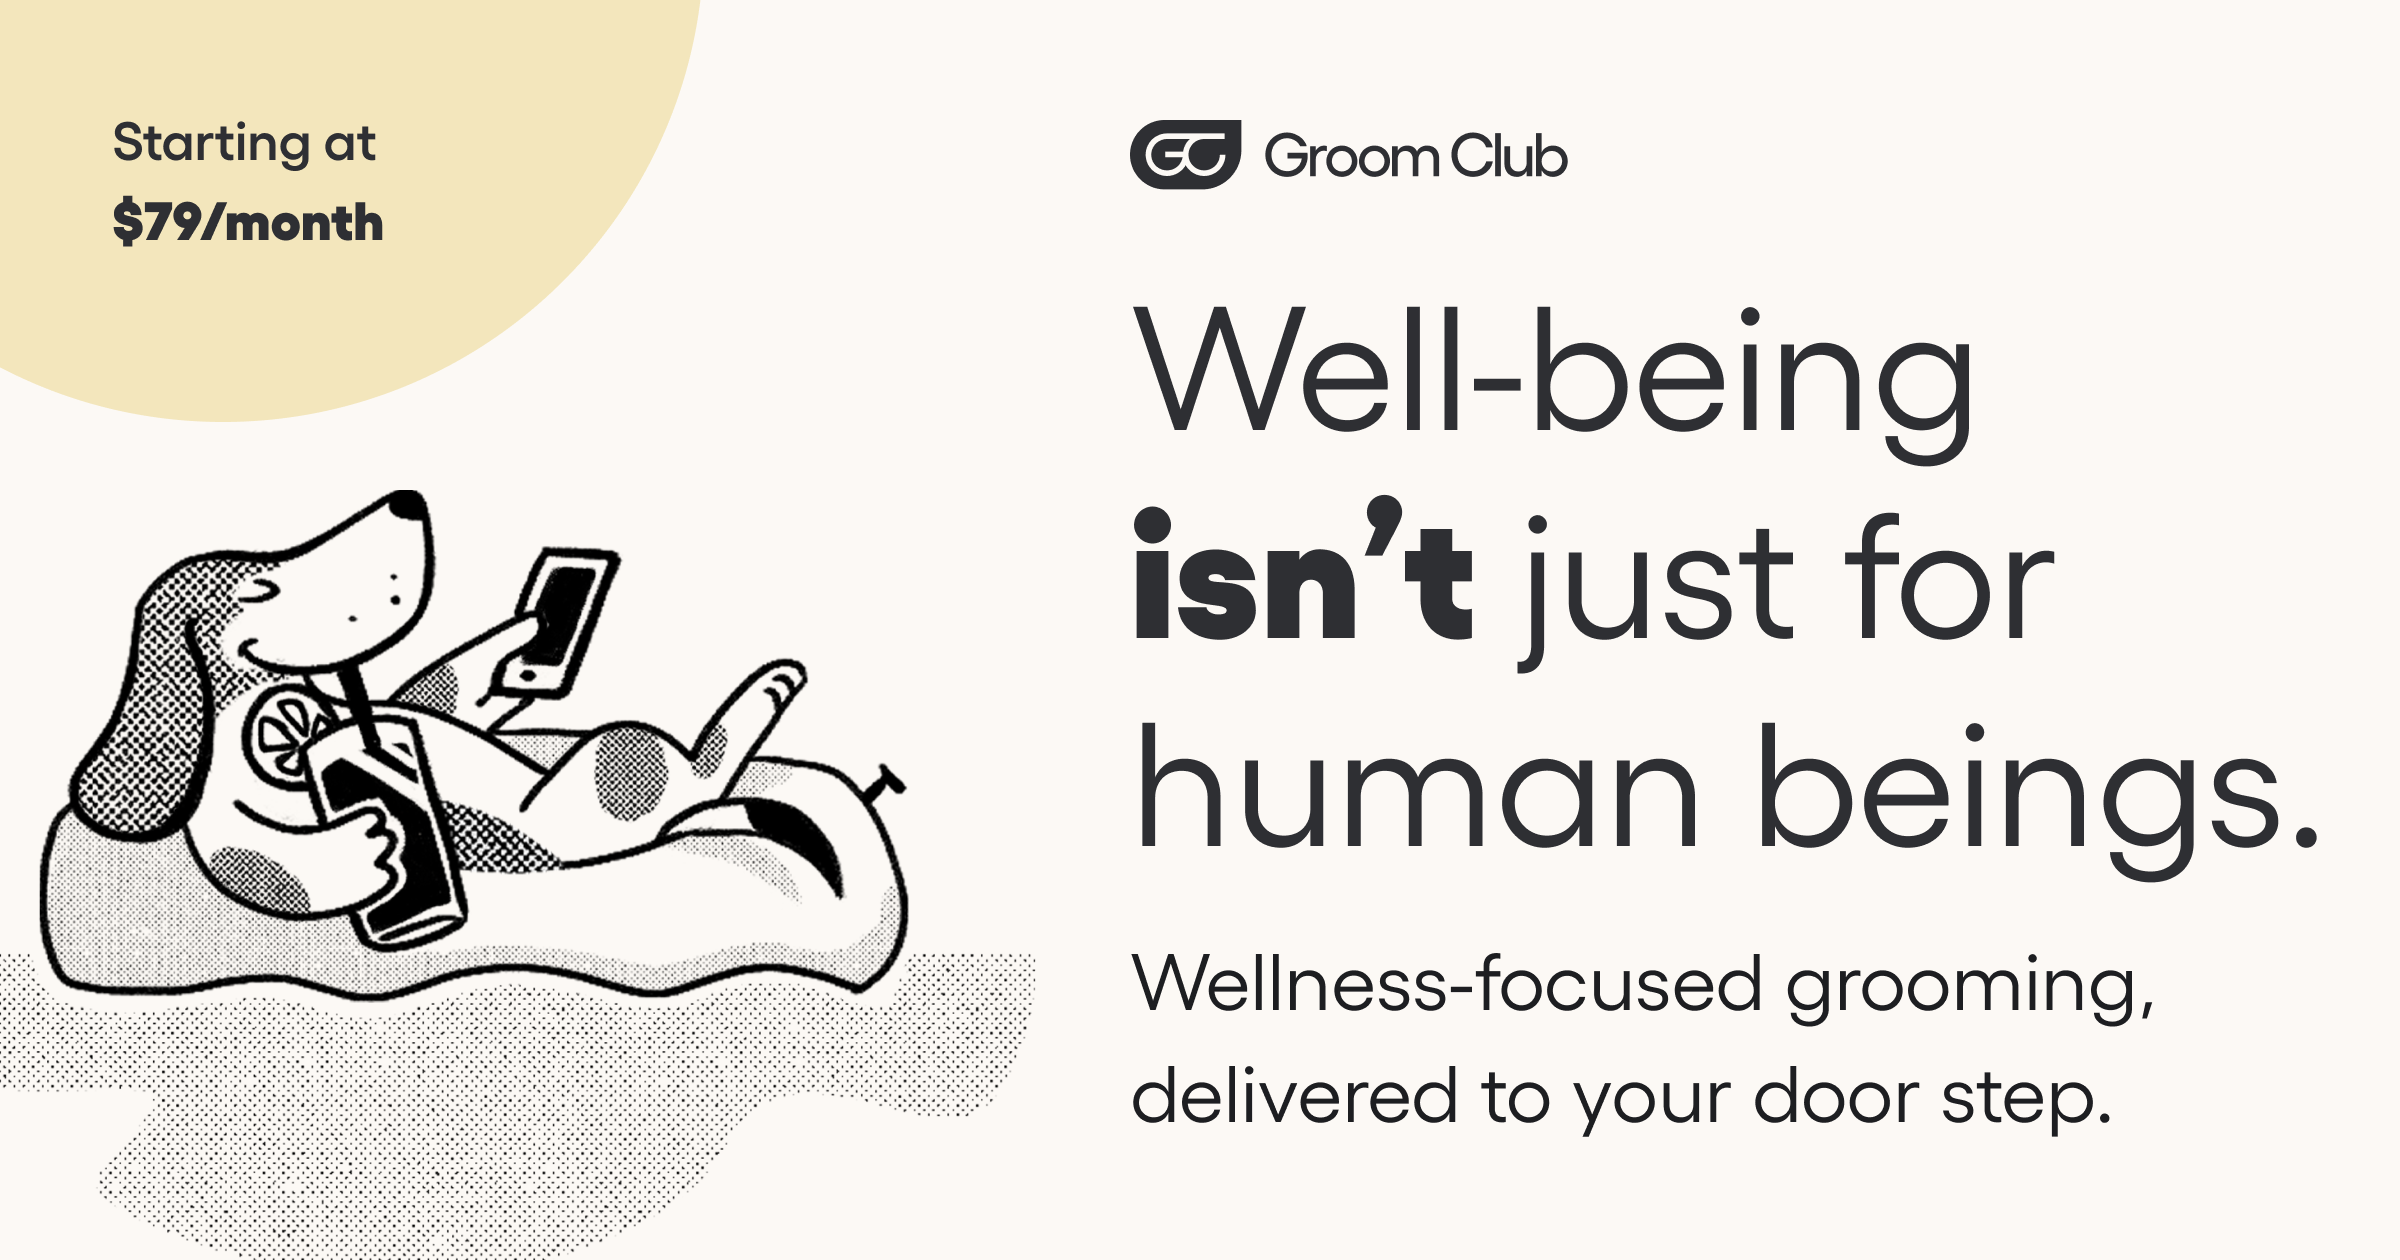 Starting at
$79/month
GC Groom Club
Well-being
isn’t just for
human beings.
Wellness-focused grooming,
delivered to your door step.